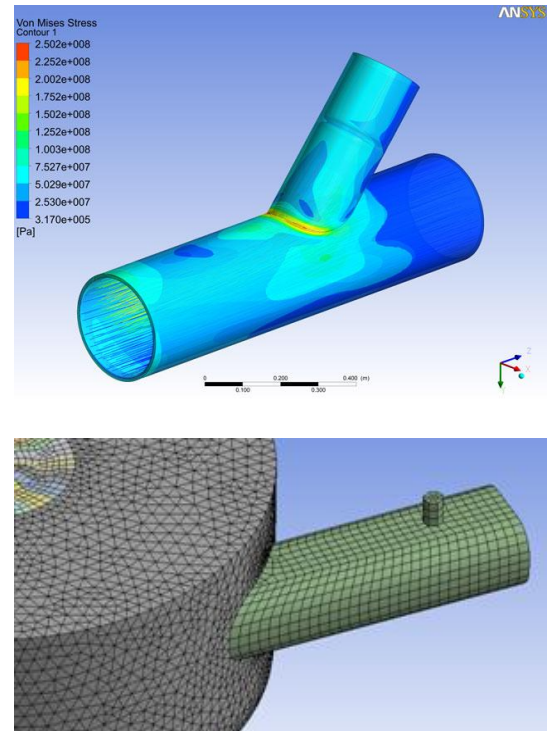 ANSYS
Von Mises Stress
Contour 1
2.502e+008
2.252e+008
2.002e+008
1.752e+008
1.502e+008
1.252e+008
1.003e+008
7.527e+007
5.029e+007
2.530e+007
3.170e+005
[Pa]
0 0.200 0.400 (m)
0.100 0.300
Z
X